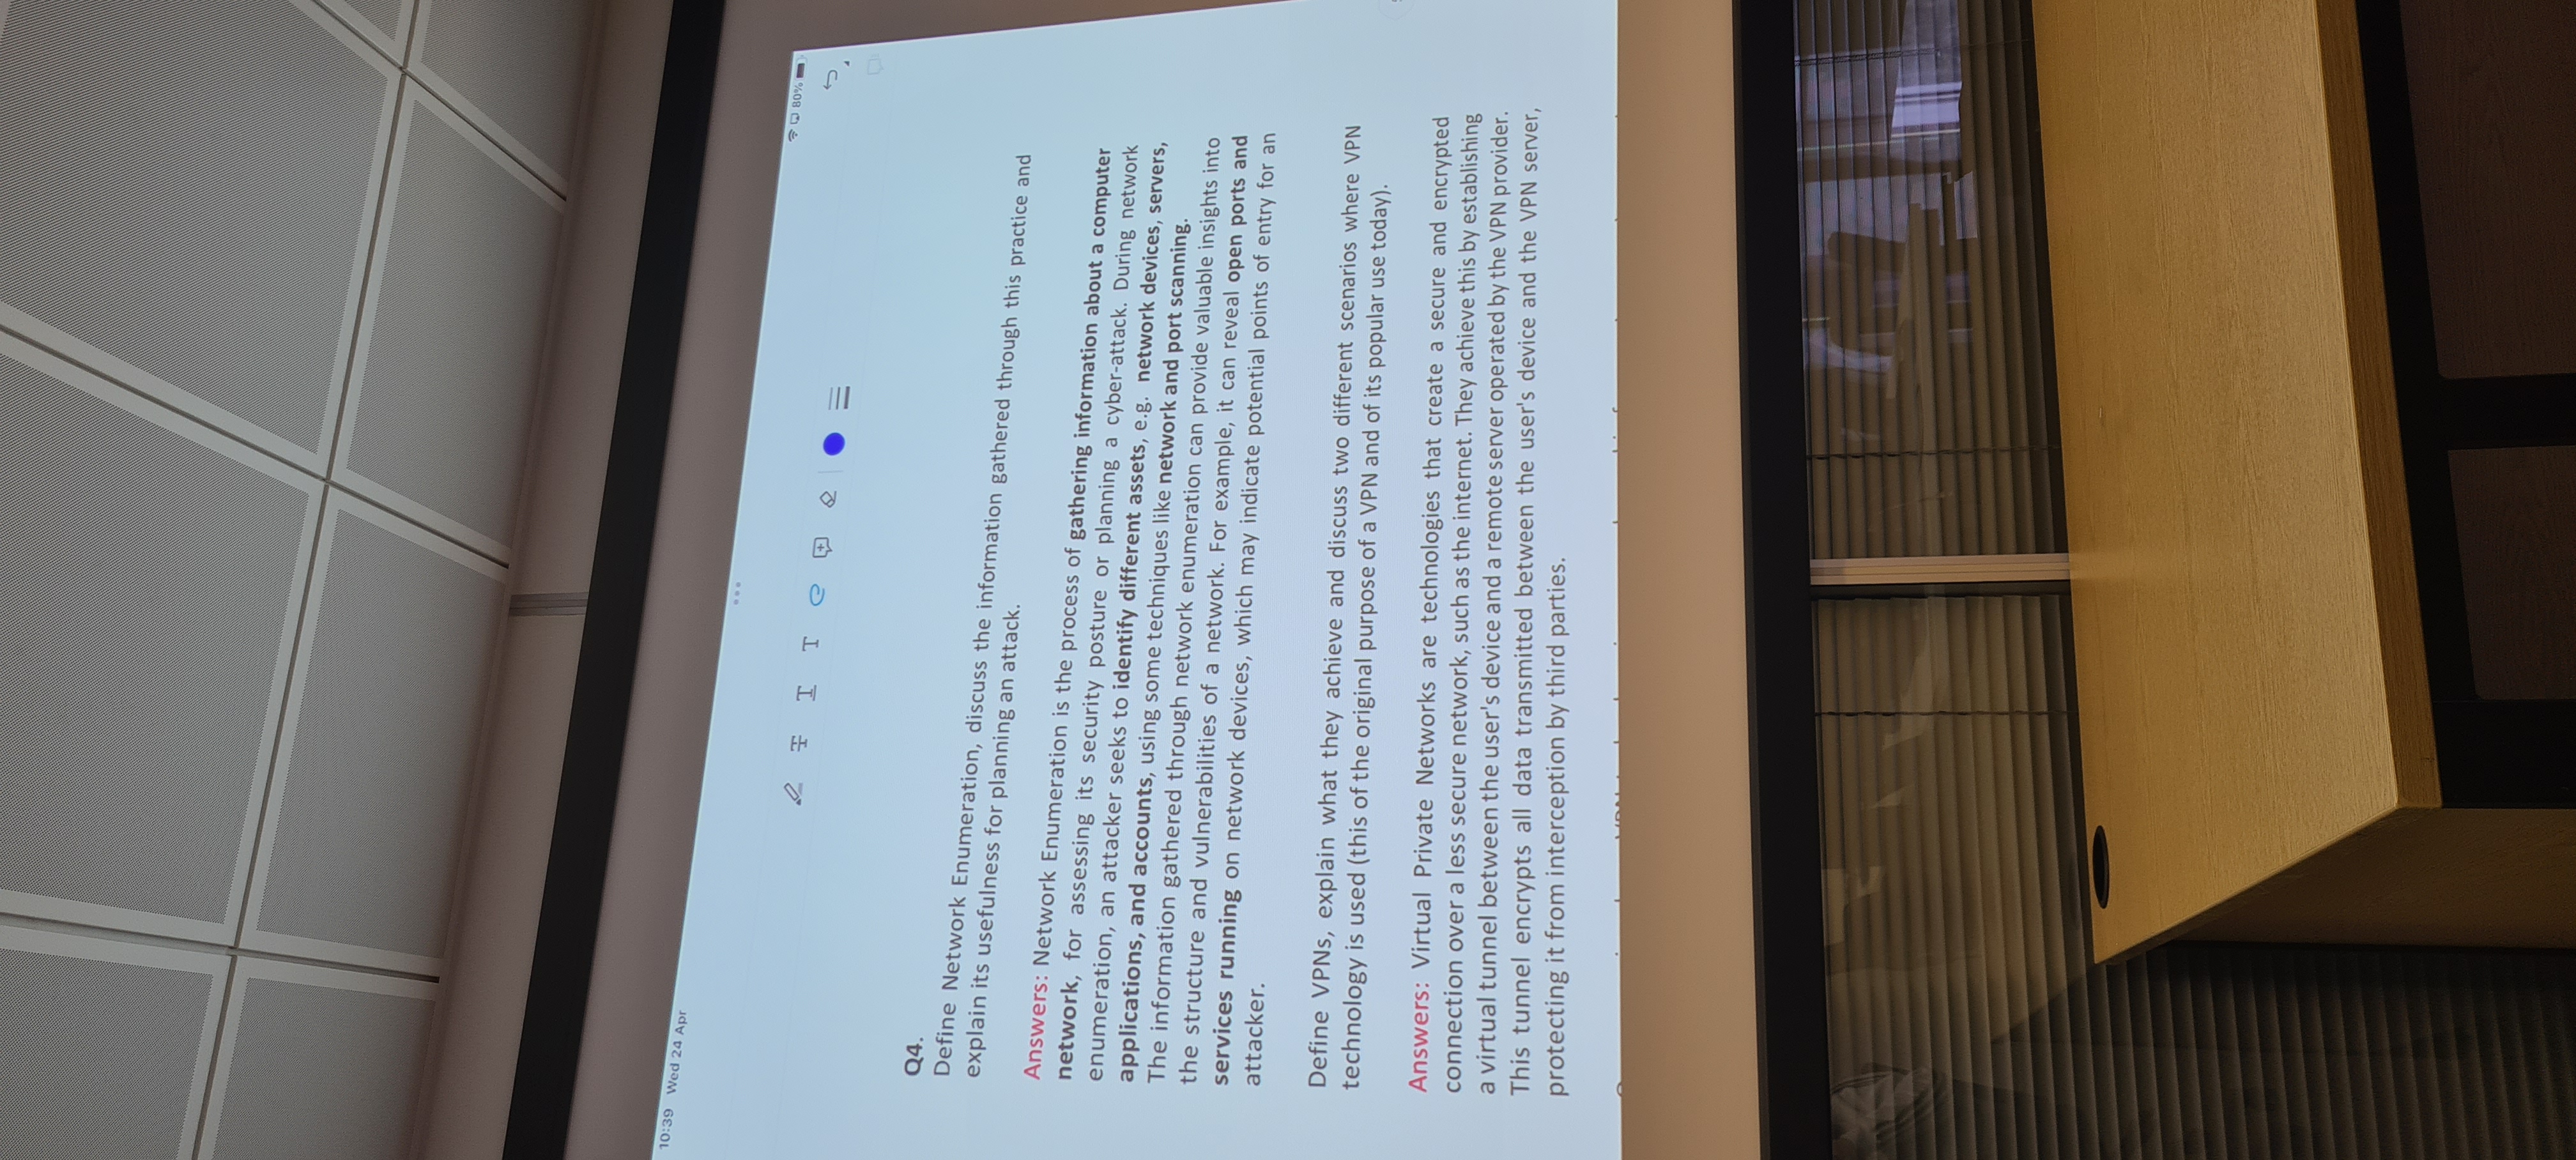 10:39 Wed 24 Apr
80%
Q4.
Define Network Enumeration, discuss the information gathered through this practice and
explain its usefulness for planning an attack.
Answers: Network Enumeration is the process of gathering information about a computer
network, for assessing its security posture or planning a cyber-attack. During network
enumeration, an attacker seeks to identify different assets, e.g. network devices, servers,
applications, and accounts, using some techniques like network and port scanning.
The information gathered through network enumeration can provide valuable insights into
the structure and vulnerabilities of a network. For example, it can reveal open ports and
services running on network devices, which may indicate potential points of entry for an
attacker.
Define VPNs, explain what they achieve and discuss two different scenarios where VPN
technology is used (this of the original purpose of a VPN and of its popular use today).
Answers: Virtual Private Networks are technologies that create a secure and encrypted
connection over a less secure network, such as the internet. They achieve this by establishing
a virtual tunnel between the user's device and a remote server operated by the VPN provider.
This tunnel encrypts all data transmitted between the user's device and the VPN server,
protecting it from interception by third parties.